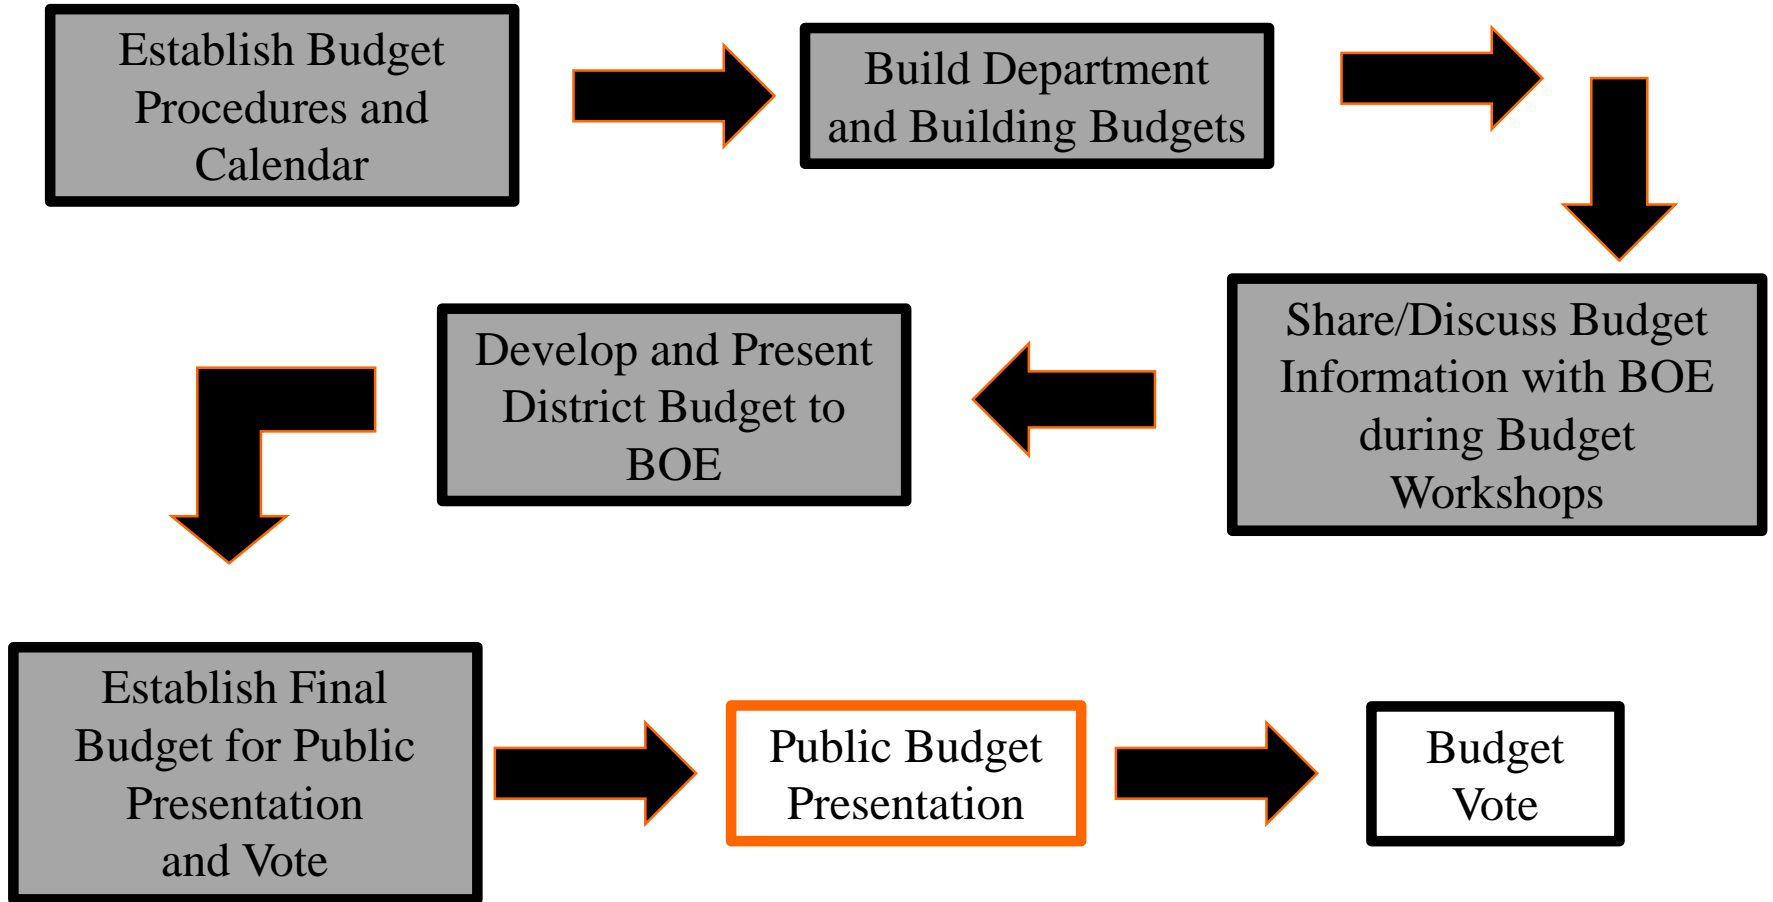 Establish Budget
Procedures and
Calendar
Build Department
and Building Budgets
Share/Discuss Budget
Information with BOE
during Budget
Workshops
Develop and Present
District Budget to
BOE
Establish Final
Budget for Public
Presentation
and Vote
Public Budget
Presentation
Budget
Vote